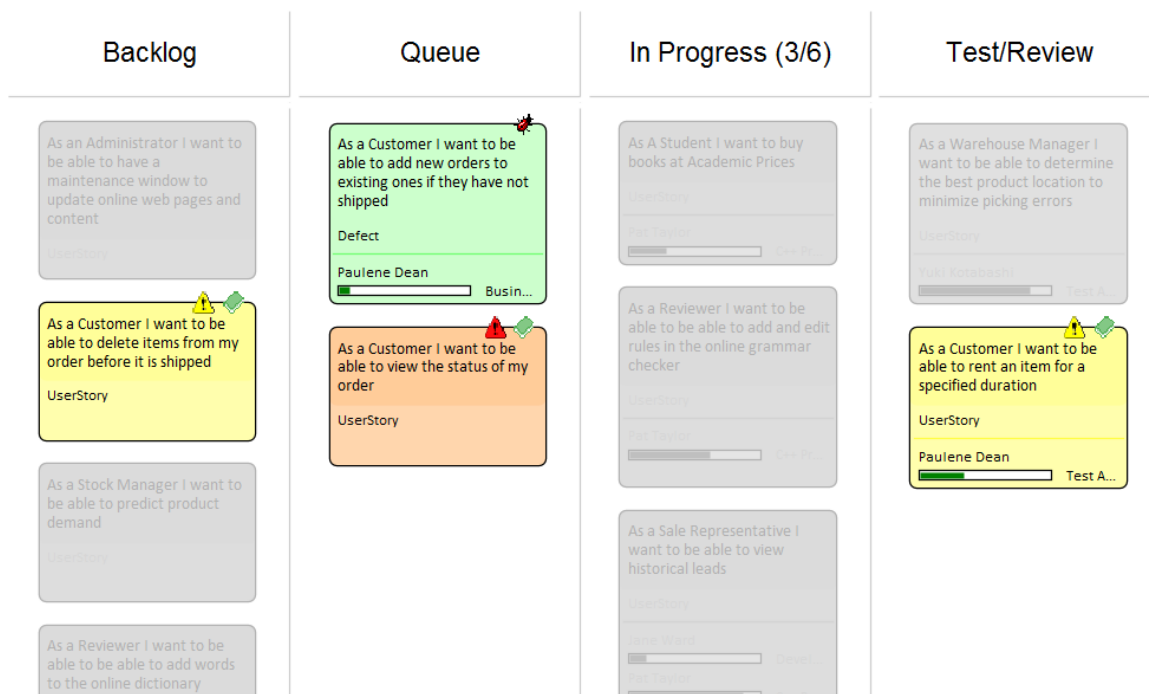 Backlog
Queue
In Progress (3/6)
Test/Review
As an Administrator I want to
be able to have a
maintenance window to
update online web pages and
content
UserStory
As a Customer I want to be
able to delete items from my
order before it is shipped
UserStory
As a Stock Manager I want to
be able to predict product
demand
UserStory
As a Reviewer I want to be
able to be able to add words
to the online dictionary
As a Customer I want to be
able to add new orders to
existing ones if they have not
shipped
Defect
Paulene Dean
Busin...
As a Customer I want to be
able to view the status of my
order
UserStory
As A Student I want to buy
books at Academic Prices
UserStory
Pat Taylor
C++ Pr...
As a Reviewer I want to be
able to be able to add and edit
rules in the online grammar
checker
UserStory
Pat Taylor
C++ Pr...
As a Sale Representative I
want to be able to view
historical leads
UserStory
Lane Ward
Dever...
Pat Taylor
As a Warehouse Manager I
want to be able to determine
the best product location to
minimize picking errors
UserStory
Yuki Kotabashi
Test A...
As a Customer I want to be
able to rent an item for a
specified duration
UserStory
Paulene Dean
Test A...